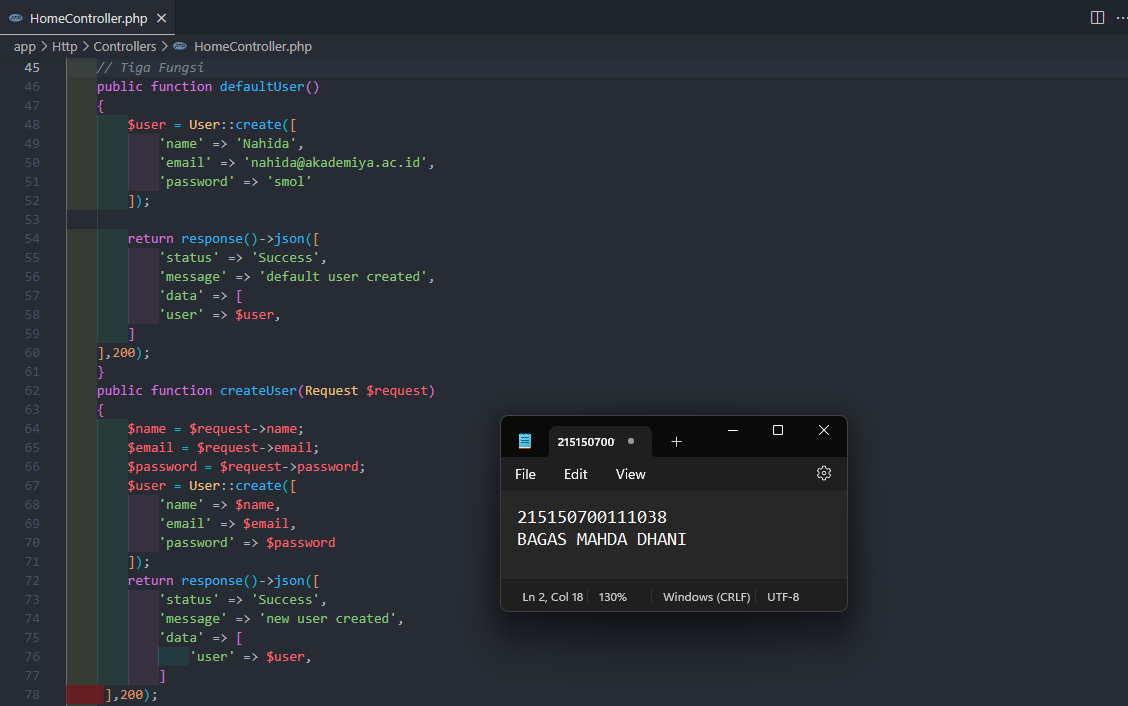 HomeController.php
app > Http > Controllers > HomeController.php
45 // Tiga Fungsi
46 public function defaultUser()
47 {
48 $user = User::create([
49 'name' => 'Nahida',
50 'email' => 'nahida@akademiya.ac.id',
51 'password' => 'smol'
52 ]);
53
54 return response()->json([
55 'status' => 'Success',
56 'message' => 'default user created',
57 'data' => [
58 'user' => $user,
59 ]
60 ],200);
61 }
62 public function createUser(Request $request)
63 {
64 $name = $request->name;
65 $email = $request->email;
66 $password = $request->password;
67 $user = User::create([
68 'name' => $name,
69 'email' => $email,
70 'password' => $password
71 ]);
72 return response()->json([
73 'status' => 'Success',
74 'message' => 'new user created',
75 'data' => [
76 'user' => $user,
77 ]
78 ],200);
215150700
File Edit View
215150700111038
BAGAS MAHDA DHANI
Ln 2, Col 18 130% Windows (CRLF) UTF-8